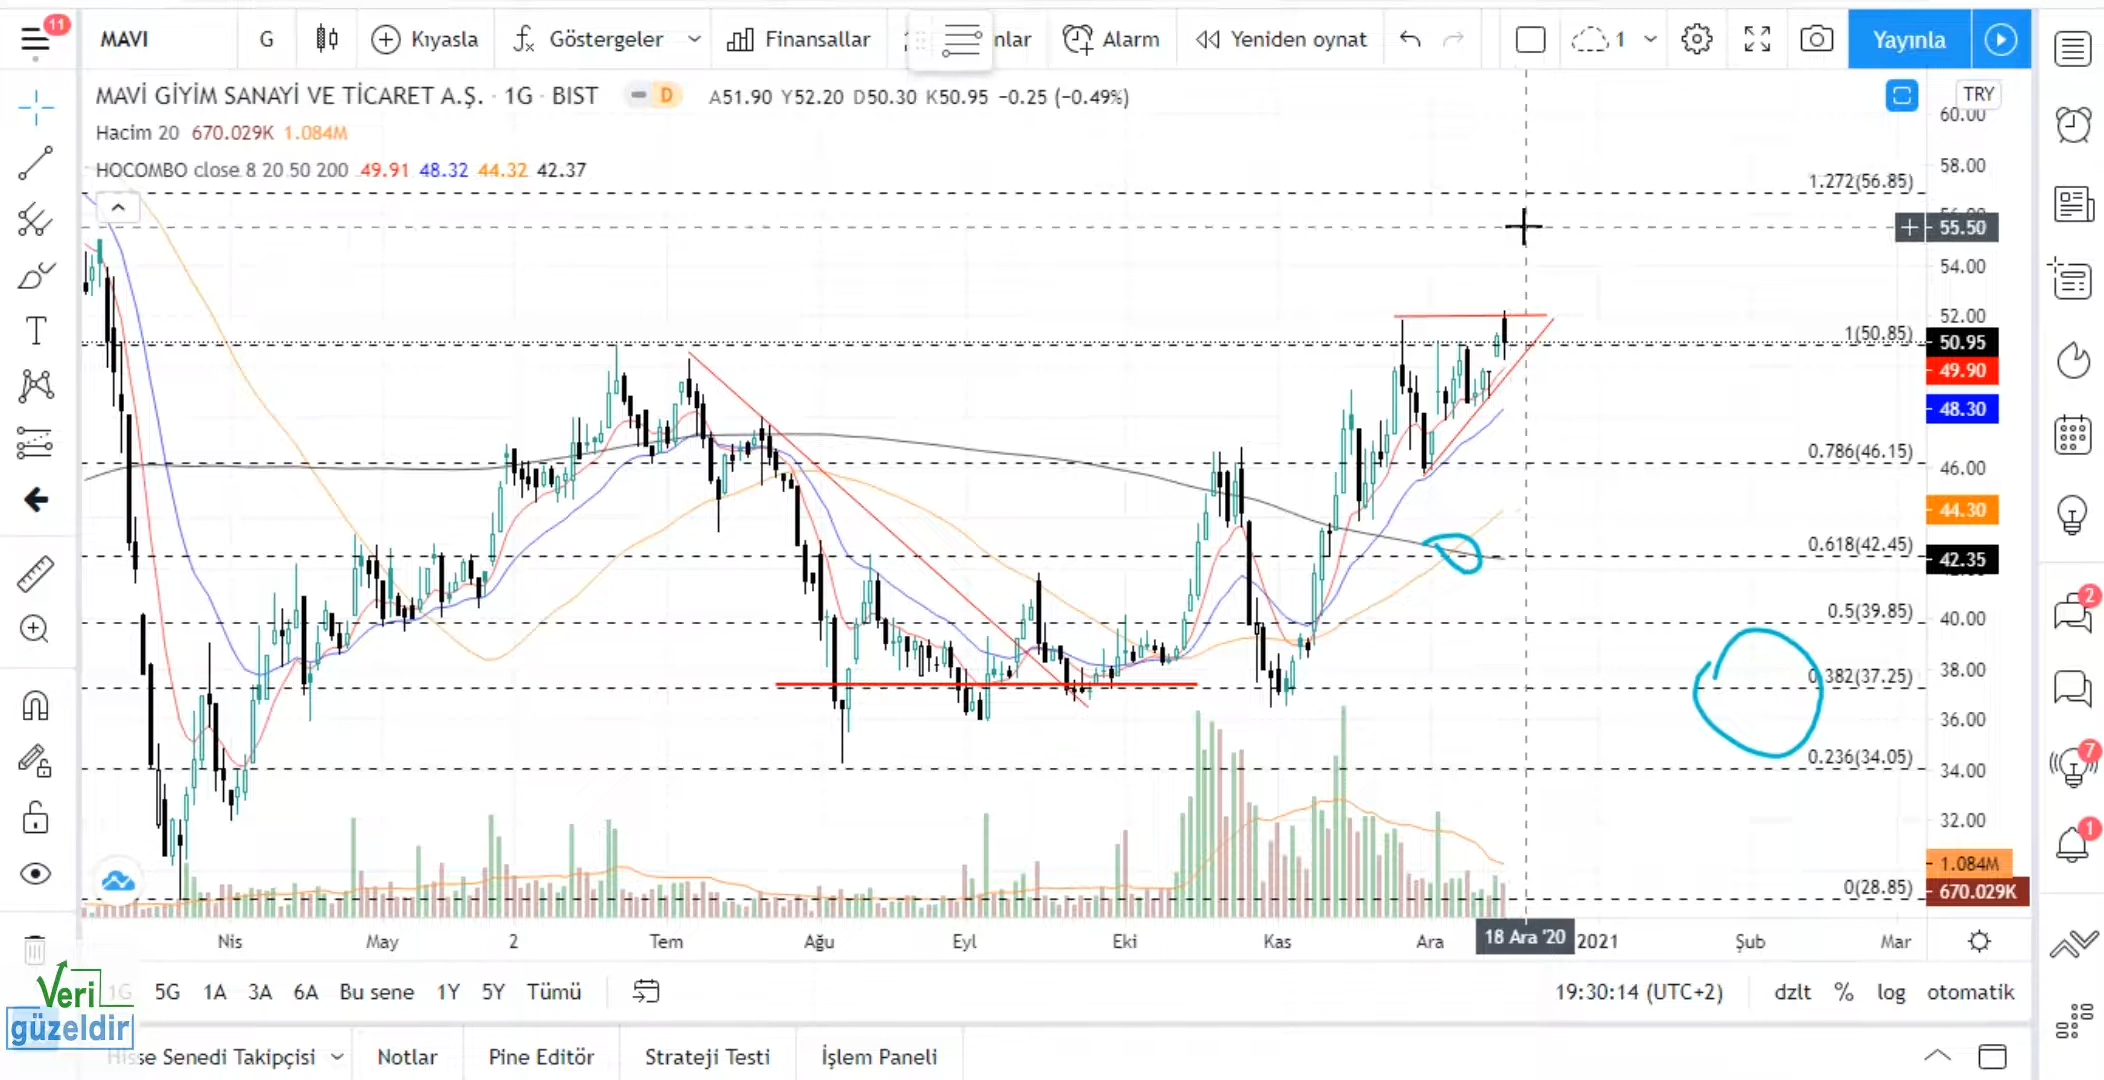 11
MAVI G Kıyasla Göstergeler Finansallar nlar Alarm Yeniden oynat 1 Yayınla
MAVİ GİYİM SANAYİ VE TİCARET A.Ş. · 1G · BIST D A51.90 Y52.20 D50.30 K50.95 −0.25 (−0.49%)
TRY
Hacim 20 670.029K 1.084M
HOCOMBO close 8 20 50 200 49.91 48.32 44.32 42.37
60.00
58.00
1.272(56.85)
55.50
54.00
52.00
1(50.85)
50.95
49.90
48.30
0.786(46.15)
46.00
44.30
0.618(42.45)
42.35
0.5(39.85)
40.00
0.382(37.25)
38.00
36.00
0.236(34.05)
34.00
32.00
1.084M
0(28.85)
670.029K
2
7
1
Nis May 2 Tem Ağu Eyl Eki Kas Ara 18 Ara '20 2021 Şub Mar
Veri
güzeldir
1G 5G 1A 3A 6A Bu sene 1Y 5Y Tümü 19:30:14 (UTC+2) dzlt % log otomatik
Hisse Senedi Takipçisi Notlar Pine Editör Strateji Testi İşlem Paneli